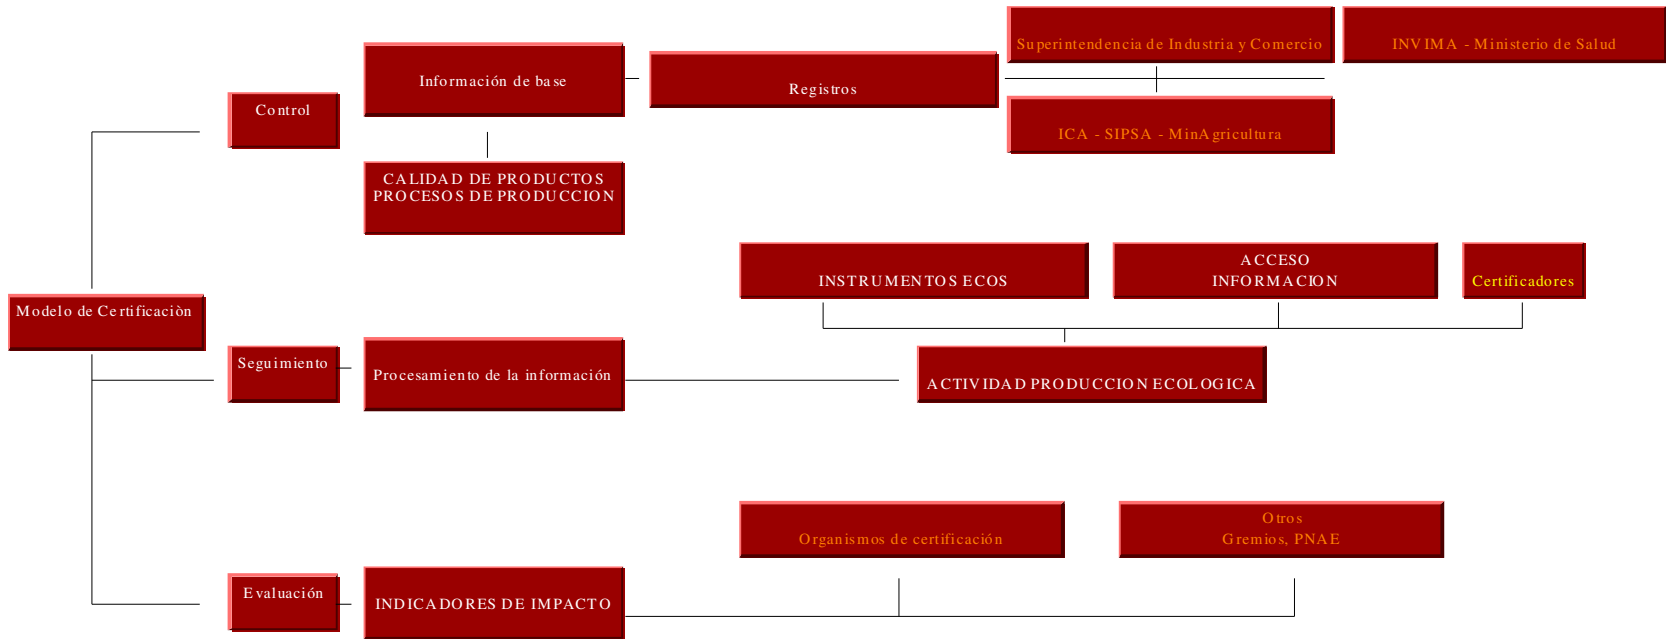 Superintendencia de Industria y Comercio
INVIMA - Ministerio de Salud
Información de base
Registros
Control
ICA - SIPSA - MinAgricultura
CALIDAD DE PRODUCTOS
PROCESOS DE PRODUCCION
INSTRUMENTOS ECOS
ACCESO
INFORMACION
Certificadores
Modelo de Certificaciòn
Seguimiento
Procesamiento de la información
ACTIVIDAD PRODUCCION ECOLOGICA
Organismos de certificación
Otros
Gremios, PNAE
Evaluación
INDICADORES DE IMPACTO